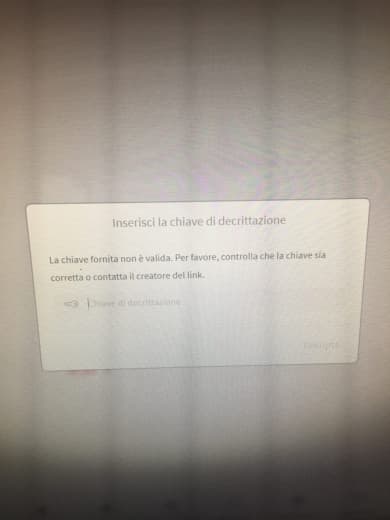 Inserisci la chiave di decrittazione
La chiave fornita non è valida. Per favore, controlla che la chiave sia
corretta o contatta il creatore del link.
Chiave di decrittazione